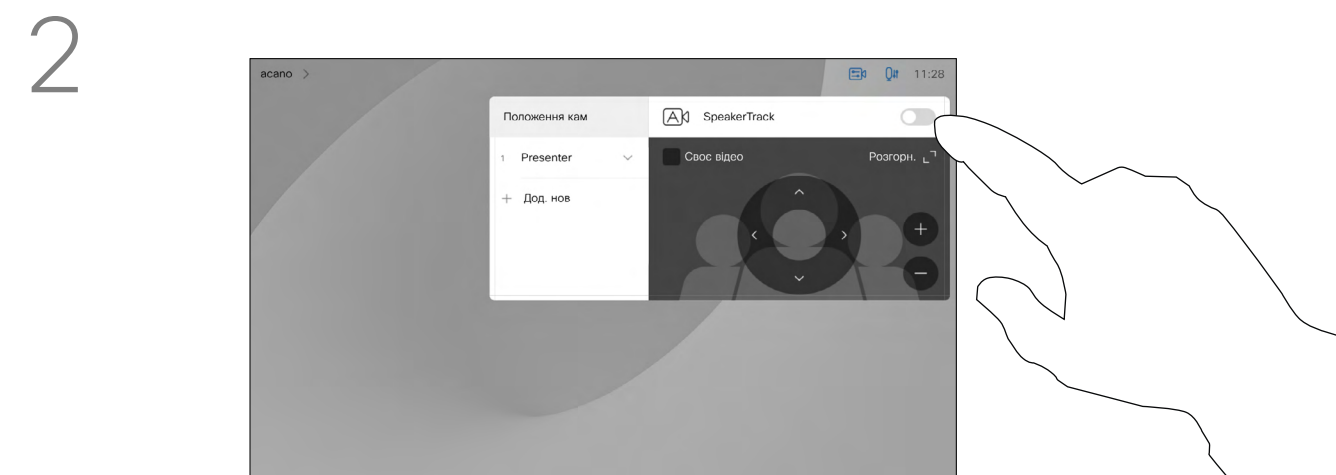 2
acano >
11:28
Положення кам
SpeakerTrack
1 Presenter
Своє відео
Розгорн.
+ Дод. нов